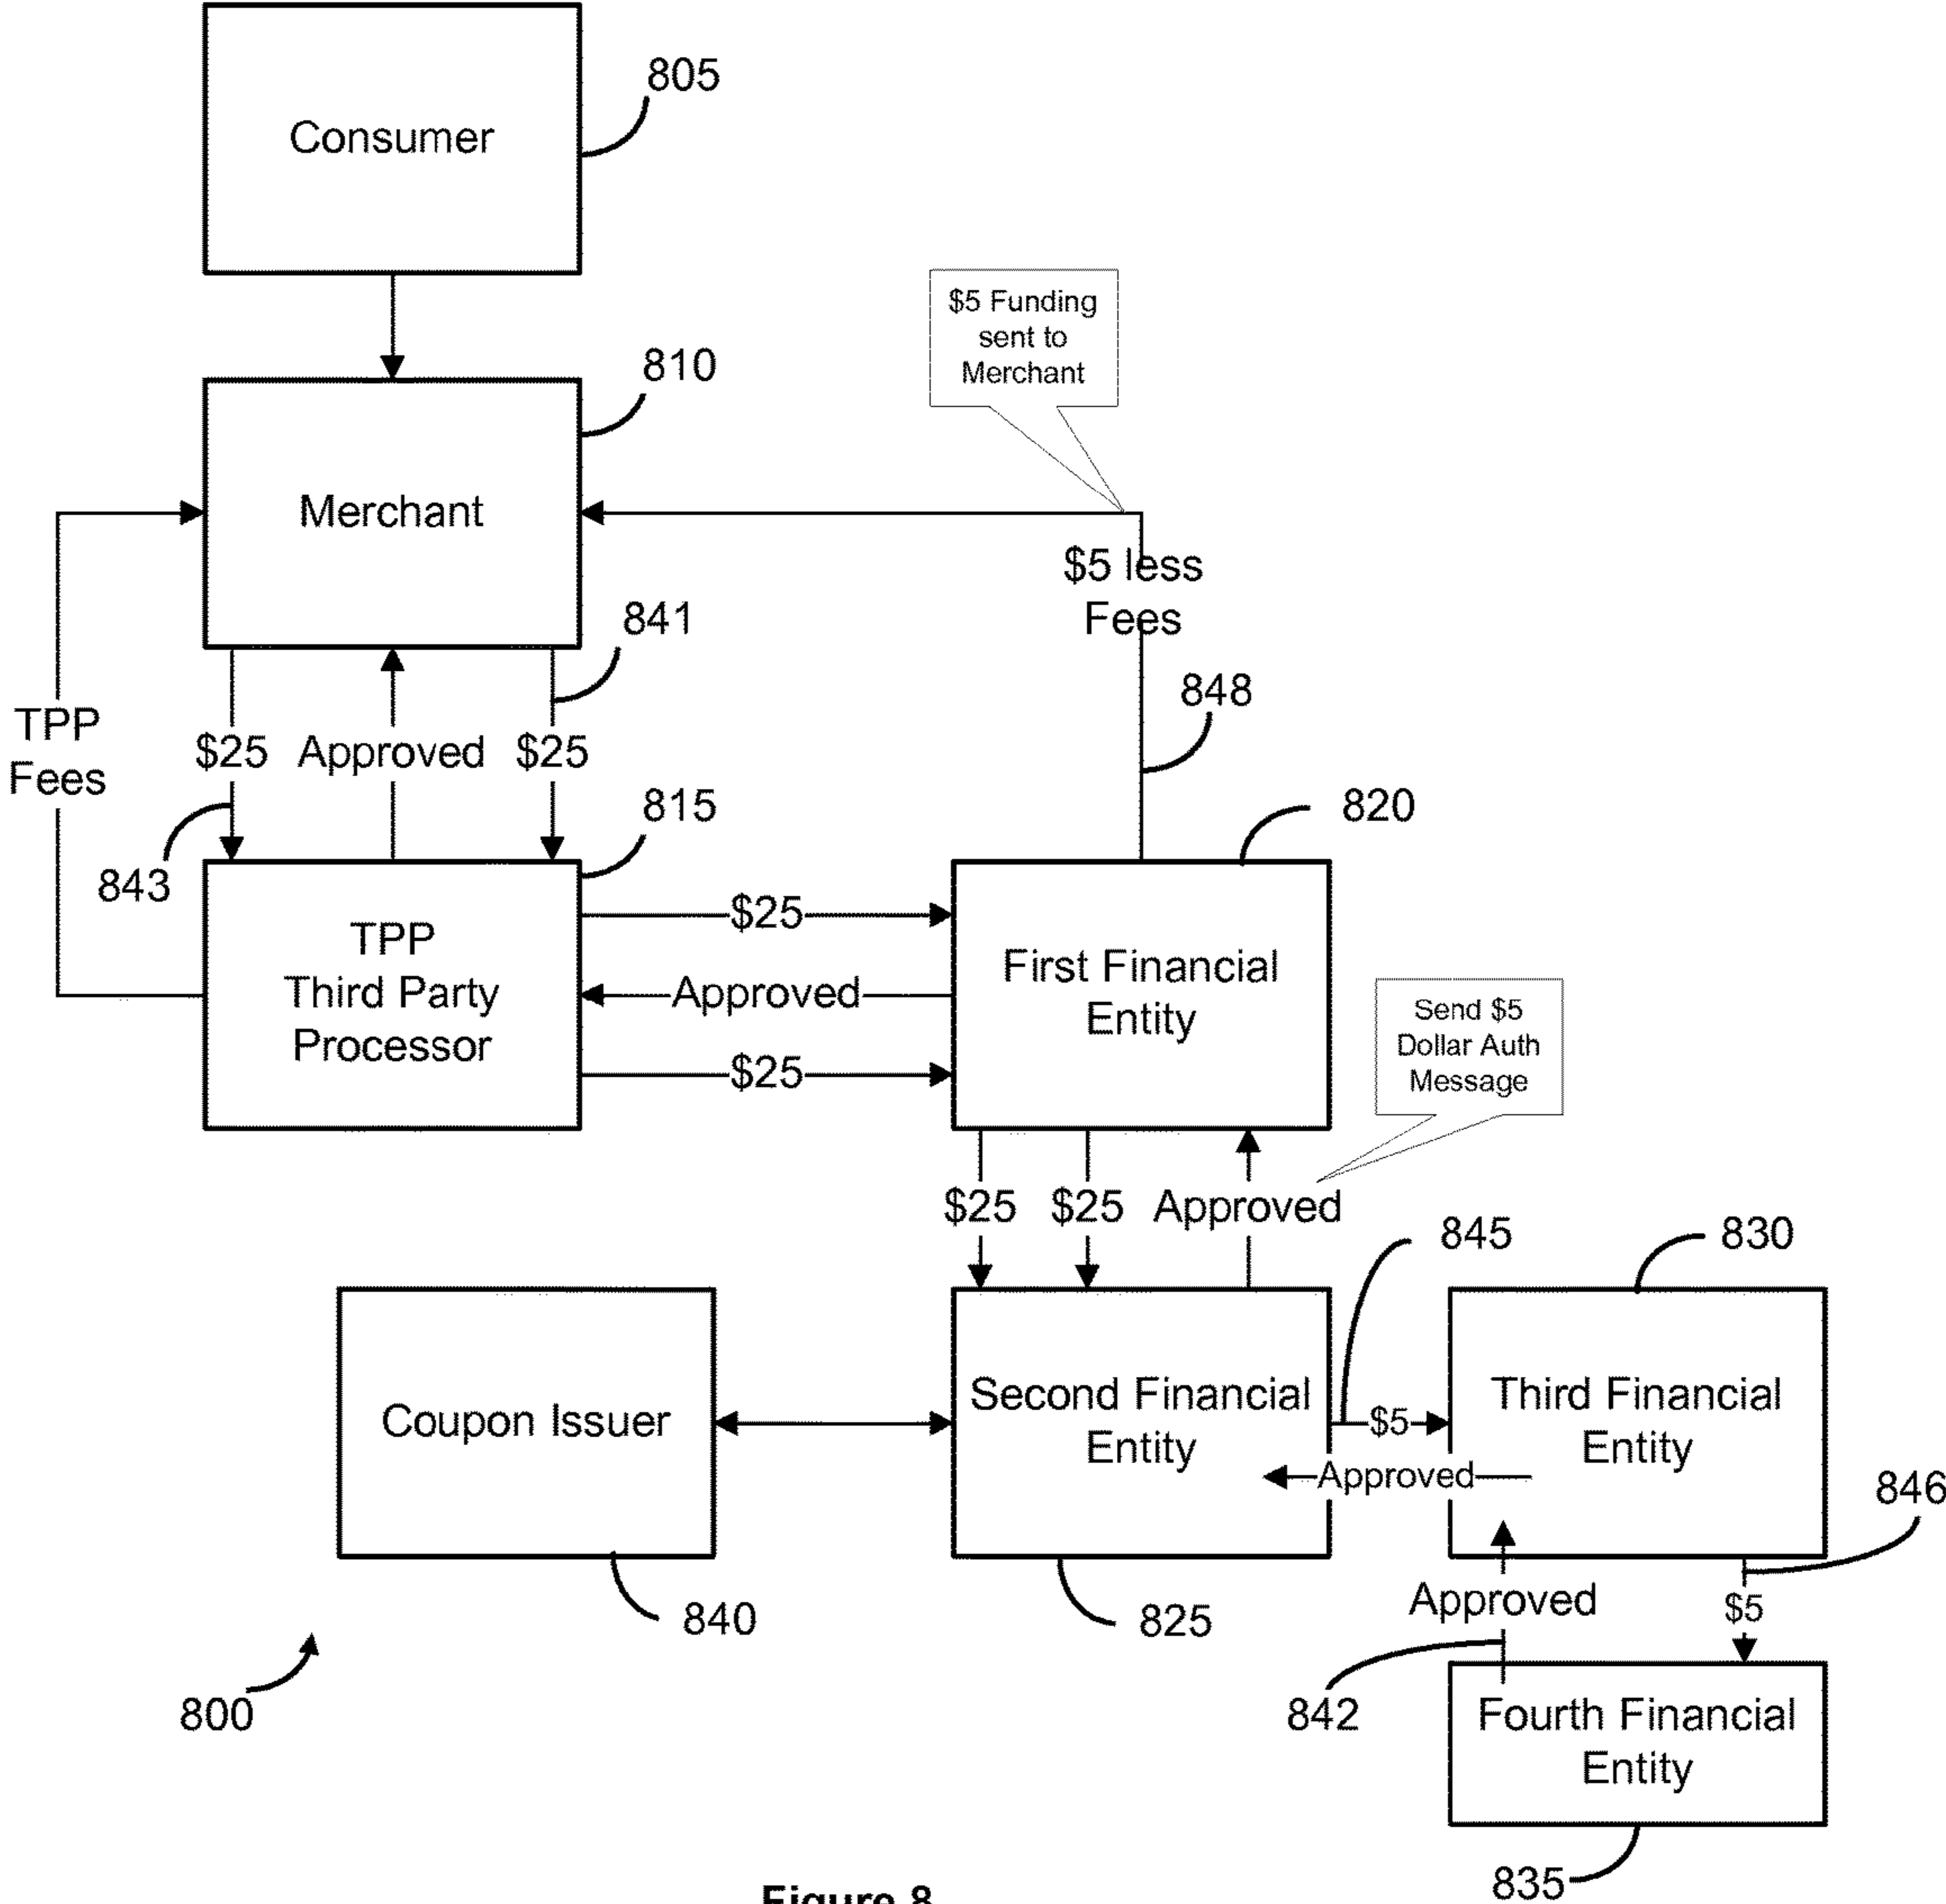 805
Consumer
$5 Funding
sent to
Merchant
810
Merchant
$5 less
Fees
841
848
TPP
Fees
$25
Approved
$25
815
820
843
$25
TPP
Third Party
Processor
First Financial
Entity
Approved
Send $5
Dollar Auth
Message
$25
$25
$25
Approved
845
830
Coupon Issuer
Second Financial
Entity
$5
Third Financial
Entity
Approved
846
840
825
Approved
$5
800
842
Fourth Financial
Entity
835
Figure 8